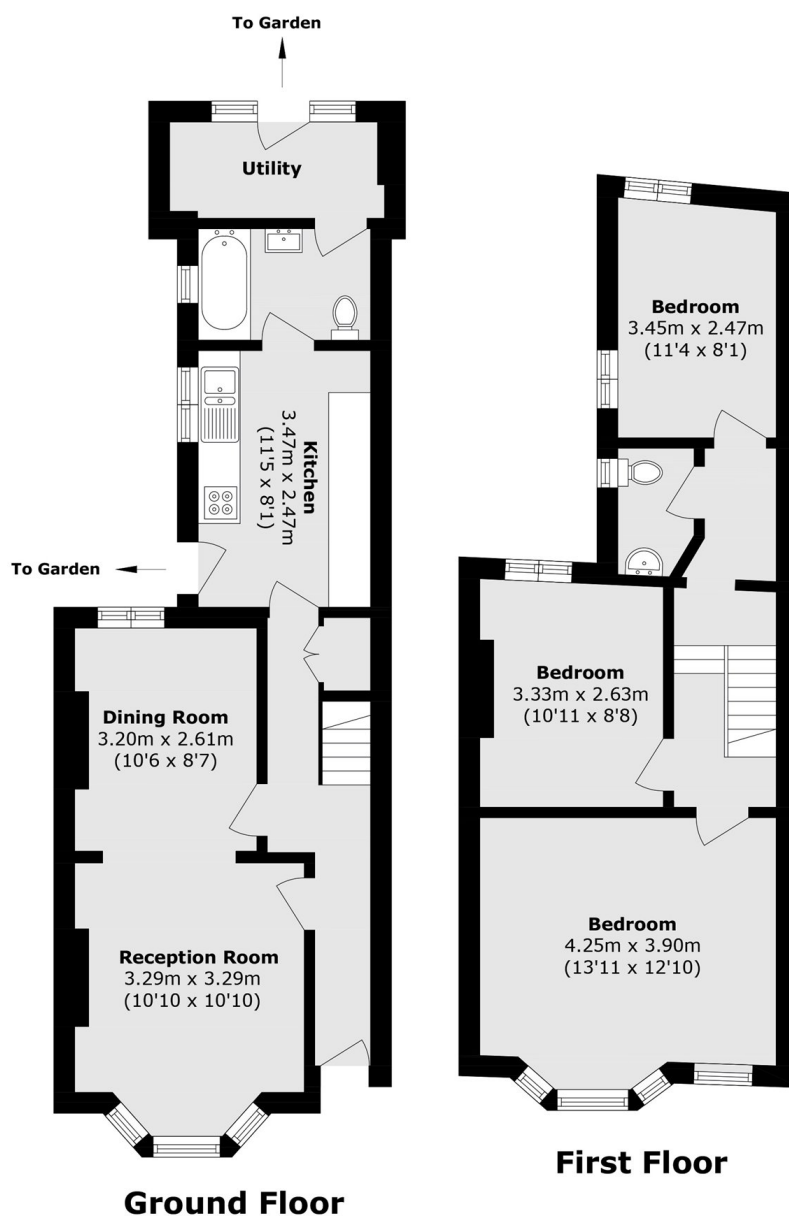 To Garden
Utility
Kitchen
3.47m x 2.47m
(11'5 x 8'1)
To Garden
Dining Room
3.20m x 2.61m
(10'6 x 8'7)
Reception Room
3.29m x 3.29m
(10'10 x 10'10)
Ground Floor
Bedroom
3.45m x 2.47m
(11'4 x 8'1)
Bedroom
3.33m x 2.63m
(10'11 x 8'8)
Bedroom
4.25m x 3.90m
(13'11 x 12'10)
First Floor